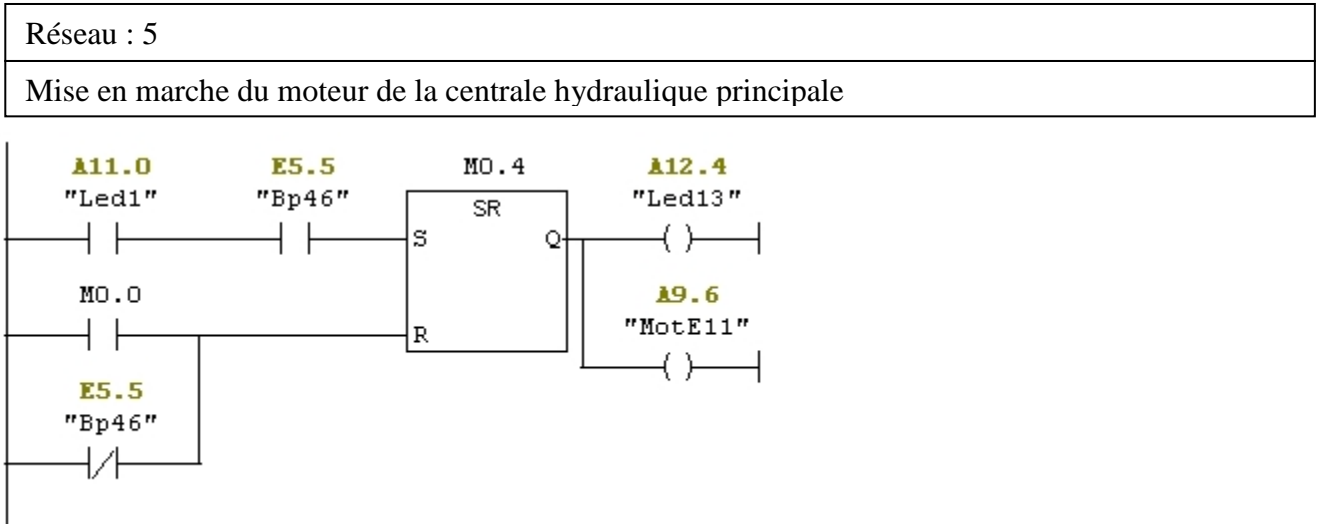 Réseau : 5
Mise en marche du moteur de la centrale hydraulique principale
A11.0 E5.5 M0.4 A12.4
"Led1" "Bp46" SR "Led13"
S Q
M0.0 A9.6
"MotE11"
R
E5.5
"Bp46"